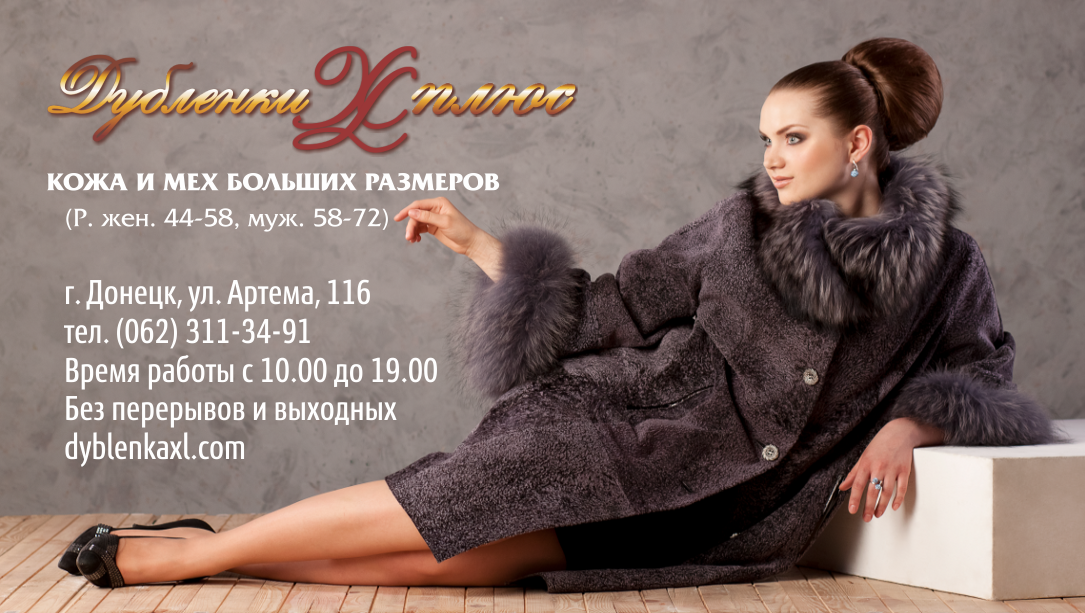 Дубленки XL плюс
КОЖА И МЕХ БОЛЬШИХ РАЗМЕРОВ
(Р. жен. 44-58, муж. 58-72)
г. Донецк, ул. Артема, 116
тел. (062) 311-34-91
Время работы с 10.00 до 19.00
Без перерывов и выходных
dyblenkaxl.com